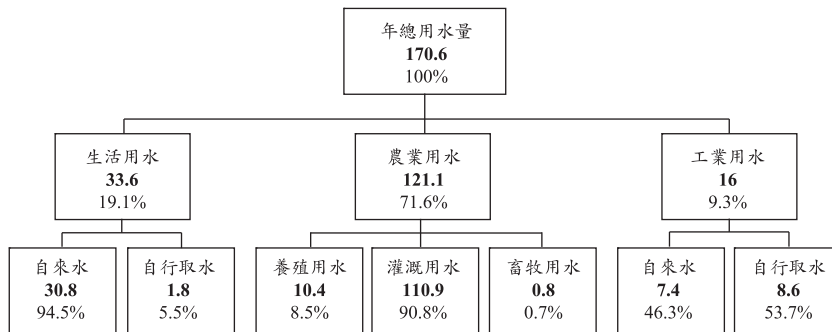 年總用水量
170.6
100%
生活用水
33.6
19.1%
農業用水
121.1
71.6%
工業用水
16
9.3%
自來水
30.8
94.5%
自行取水
1.8
5.5%
養殖用水
10.4
8.5%
灌溉用水
110.9
90.8%
畜牧用水
0.8
0.7%
自來水
7.4
46.3%
自行取水
8.6
53.7%